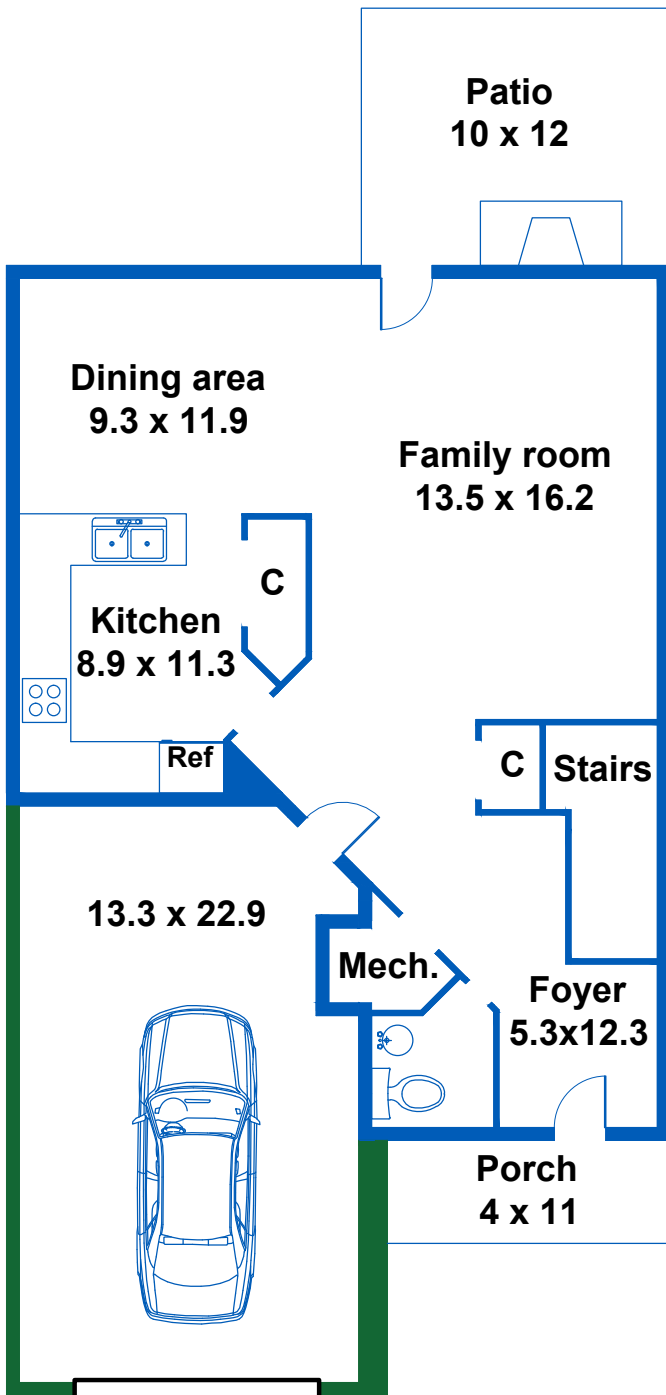 Patio
10 x 12
Dining area
9.3 x 11.9
Family room
13.5 x 16.2
C
Kitchen
8.9 x 11.3
Ref
C
Stairs
13.3 x 22.9
Mech.
Foyer
5.3x12.3
Porch
4 x 11